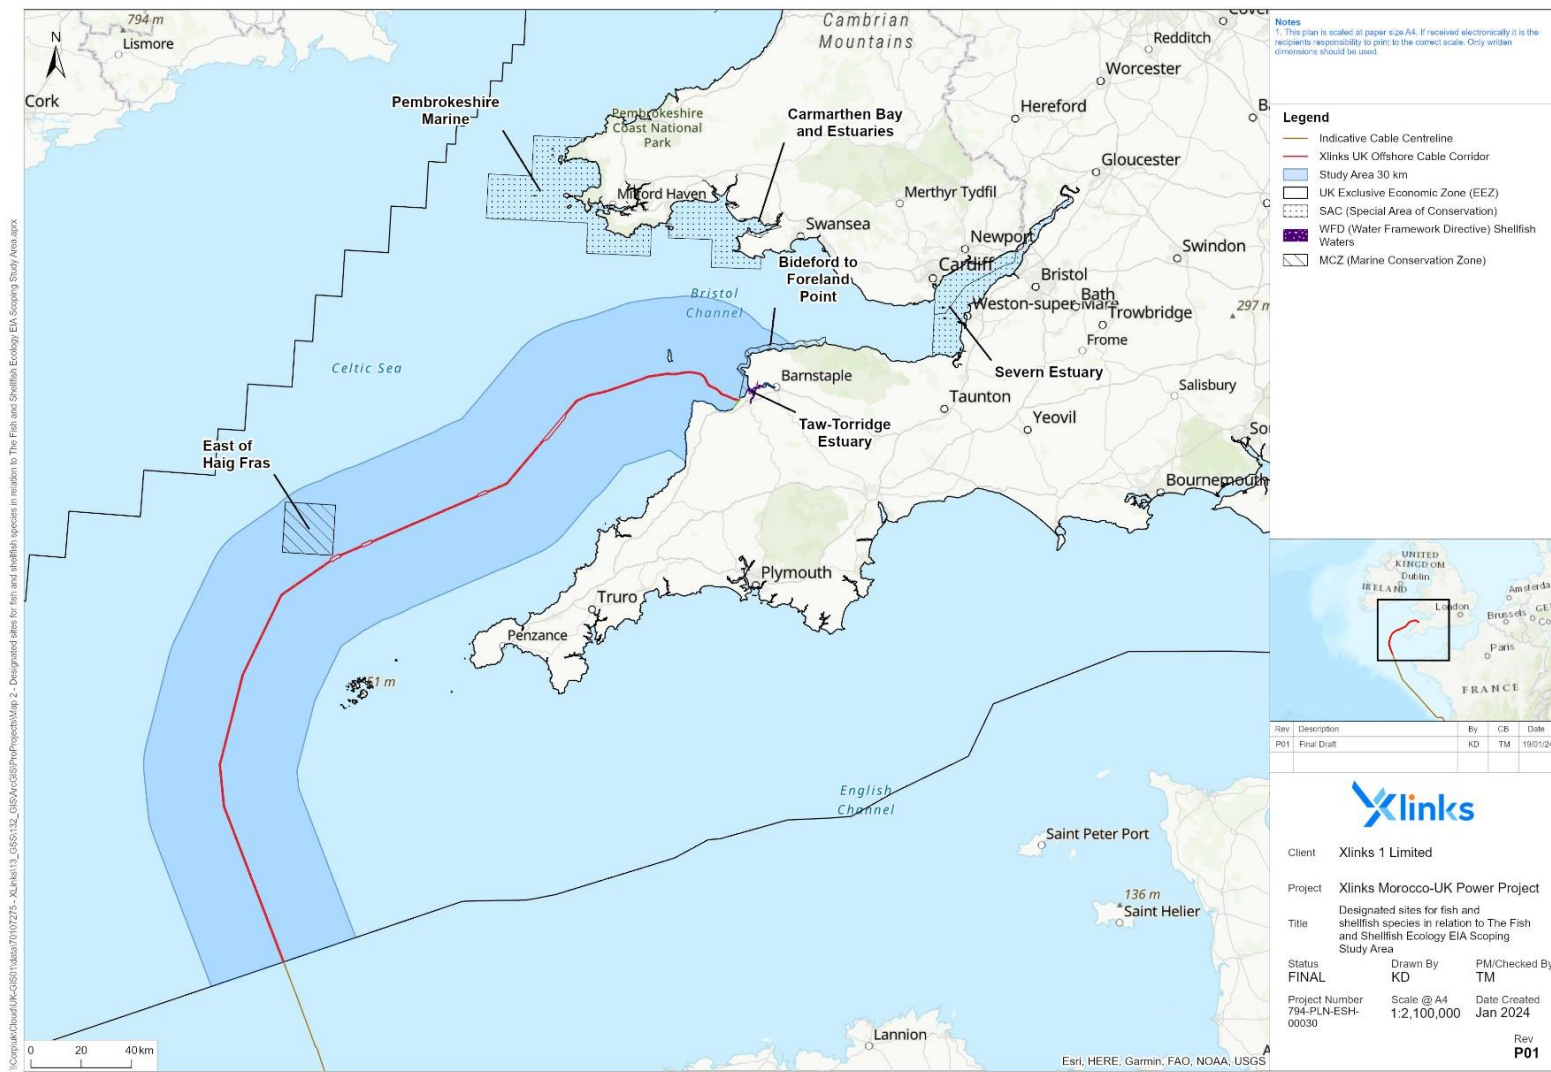 794 m
Lismore
N
Cork
Cambrian
Mountains
Redditch
Worcester
Hereford
Pembrokeshire
Marine
Pembrokeshire
Coast National
Park
Carmarthen Bay
and Estuaries
Gloucester
Milford Haven
Merthyr Tydfil
Swansea
Newport
Swindon
Cardiff
Bristol
Bideford to
Foreland
Point
Bristol
Channel
Bath
Weston-super-Mare
Trowbridge
297 m
Frome
Celtic Sea
Severn Estuary
Barnstaple
Salisbury
Taunton
Yeovil
Taw-Torridge
Estuary
East of
Haig Fras
Bournemouth
Plymouth
Truro
Penzance
51 m
English
Channel
Saint Peter Port
136 m
Saint Helier
Lannion
0 20 40 km
Esri, HERE, Garmin, FAO, NOAA, USGS
Notes
1. This plan is scaled at paper size A4. If received electronically it is the
recipients responsibility to print to the correct scale. Only written
dimensions should be used.
Legend
Indicative Cable Centreline
Xlinks UK Offshore Cable Corridor
Study Area 30 km
UK Exclusive Economic Zone (EEZ)
SAC (Special Area of Conservation)
WFD (Water Framework Directive) Shellfish
Waters
MCZ (Marine Conservation Zone)
UNITED
KINGDOM
Dublin
IRELAND
Amsterda
London
Brussels
Paris
FRANCE
Rev Description By CB Date
P01 Final Draft KD TM 19/01/24
Xlinks
Client Xlinks 1 Limited
Project Xlinks Morocco-UK Power Project
Title Designated sites for fish and
shellfish species in relation to The Fish
and Shellfish Ecology EIA Scoping
Study Area
Status Drawn By PM/Checked By
FINAL KD TM
Project Number Scale @ A4 Date Created
794-PLN-ESH-
00030 1:2,100,000 Jan 2024
Rev
P01